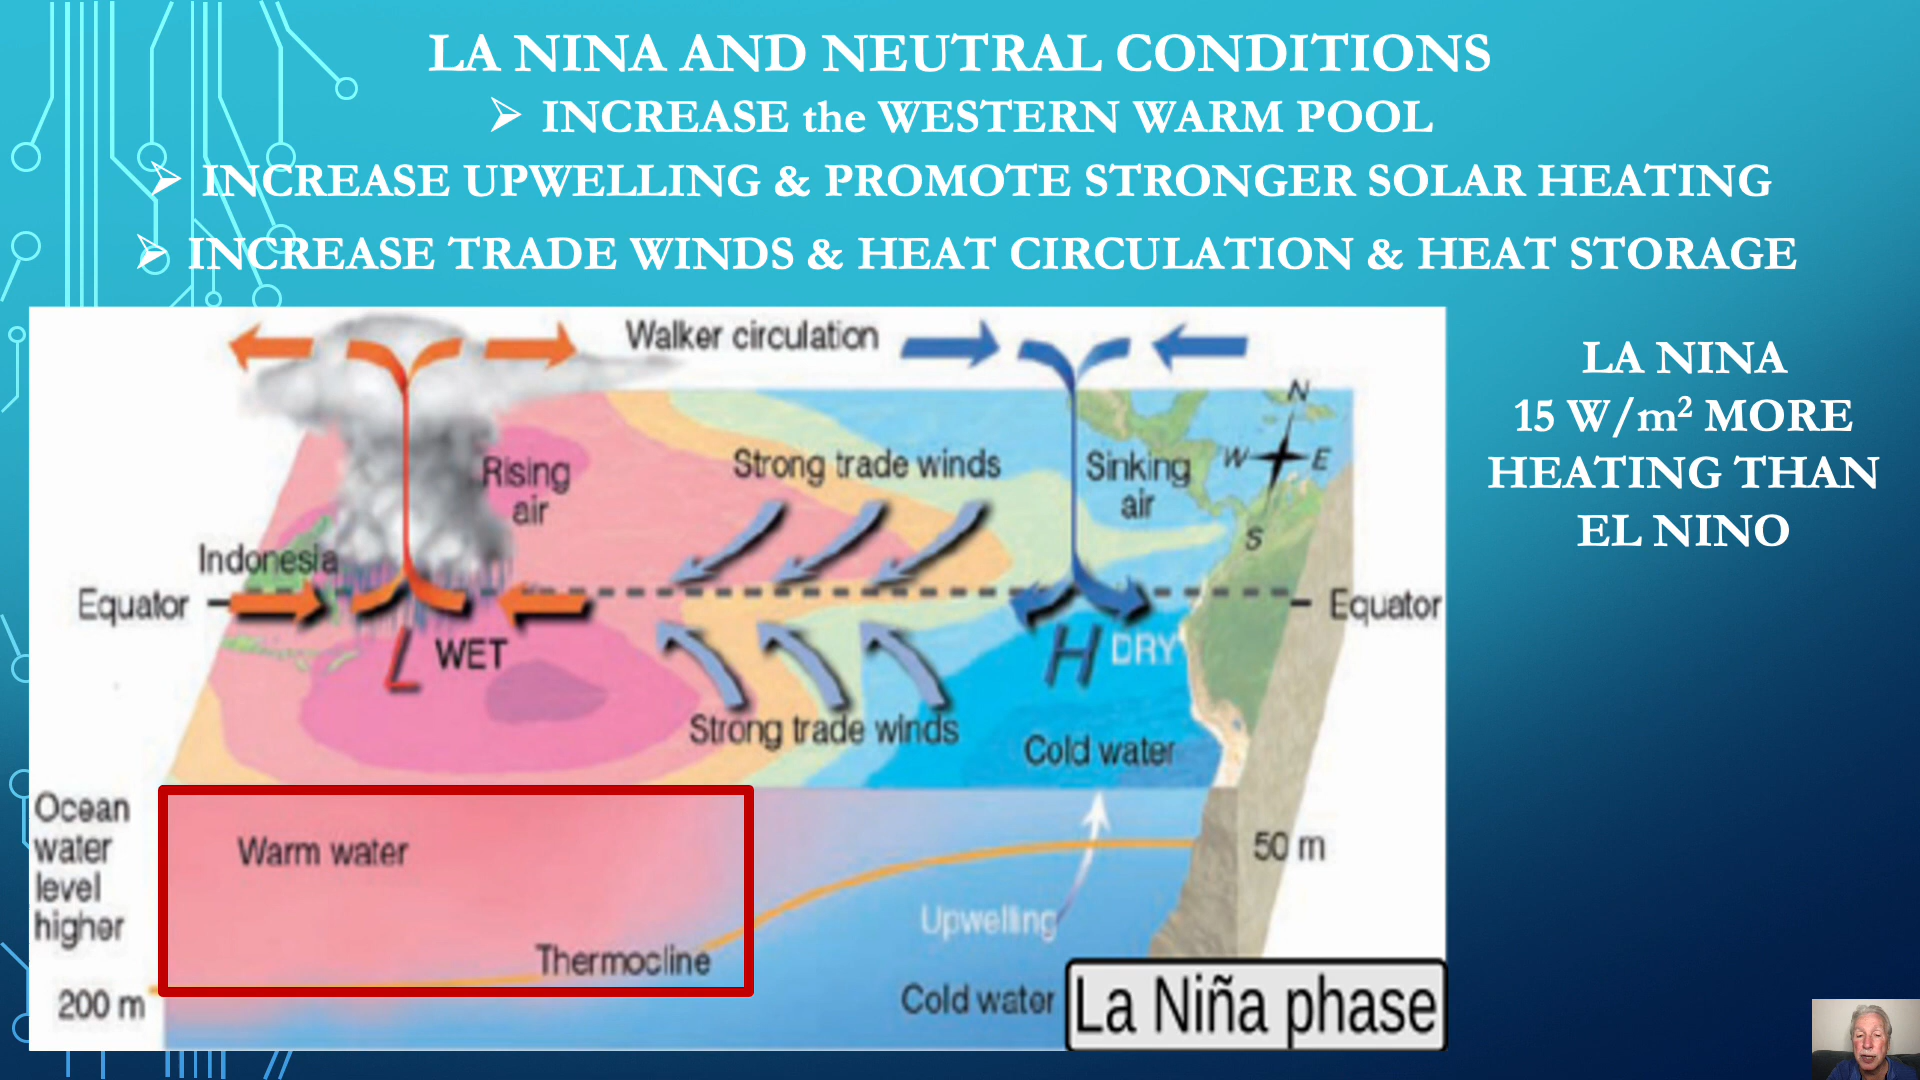 LA NINA AND NEUTRAL CONDITIONS
➢ INCREASE the WESTERN WARM POOL
➢ INCREASE UPWELLING & PROMOTE STRONGER SOLAR HEATING
➢ INCREASE TRADE WINDS & HEAT CIRCULATION & HEAT STORAGE
LA NINA
15 W/m² MORE
HEATING THAN
EL NINO
Walker circulation
N
W
E
S
Rising
air
Strong trade winds
Sinking
air
Indonesia
Equator
Equator
L
WET
H
DRY
Strong trade winds
Cold water
Ocean
water
level
higher
Warm water
50 m
Upwelling
Thermocline
200 m
Cold water
La Niña phase